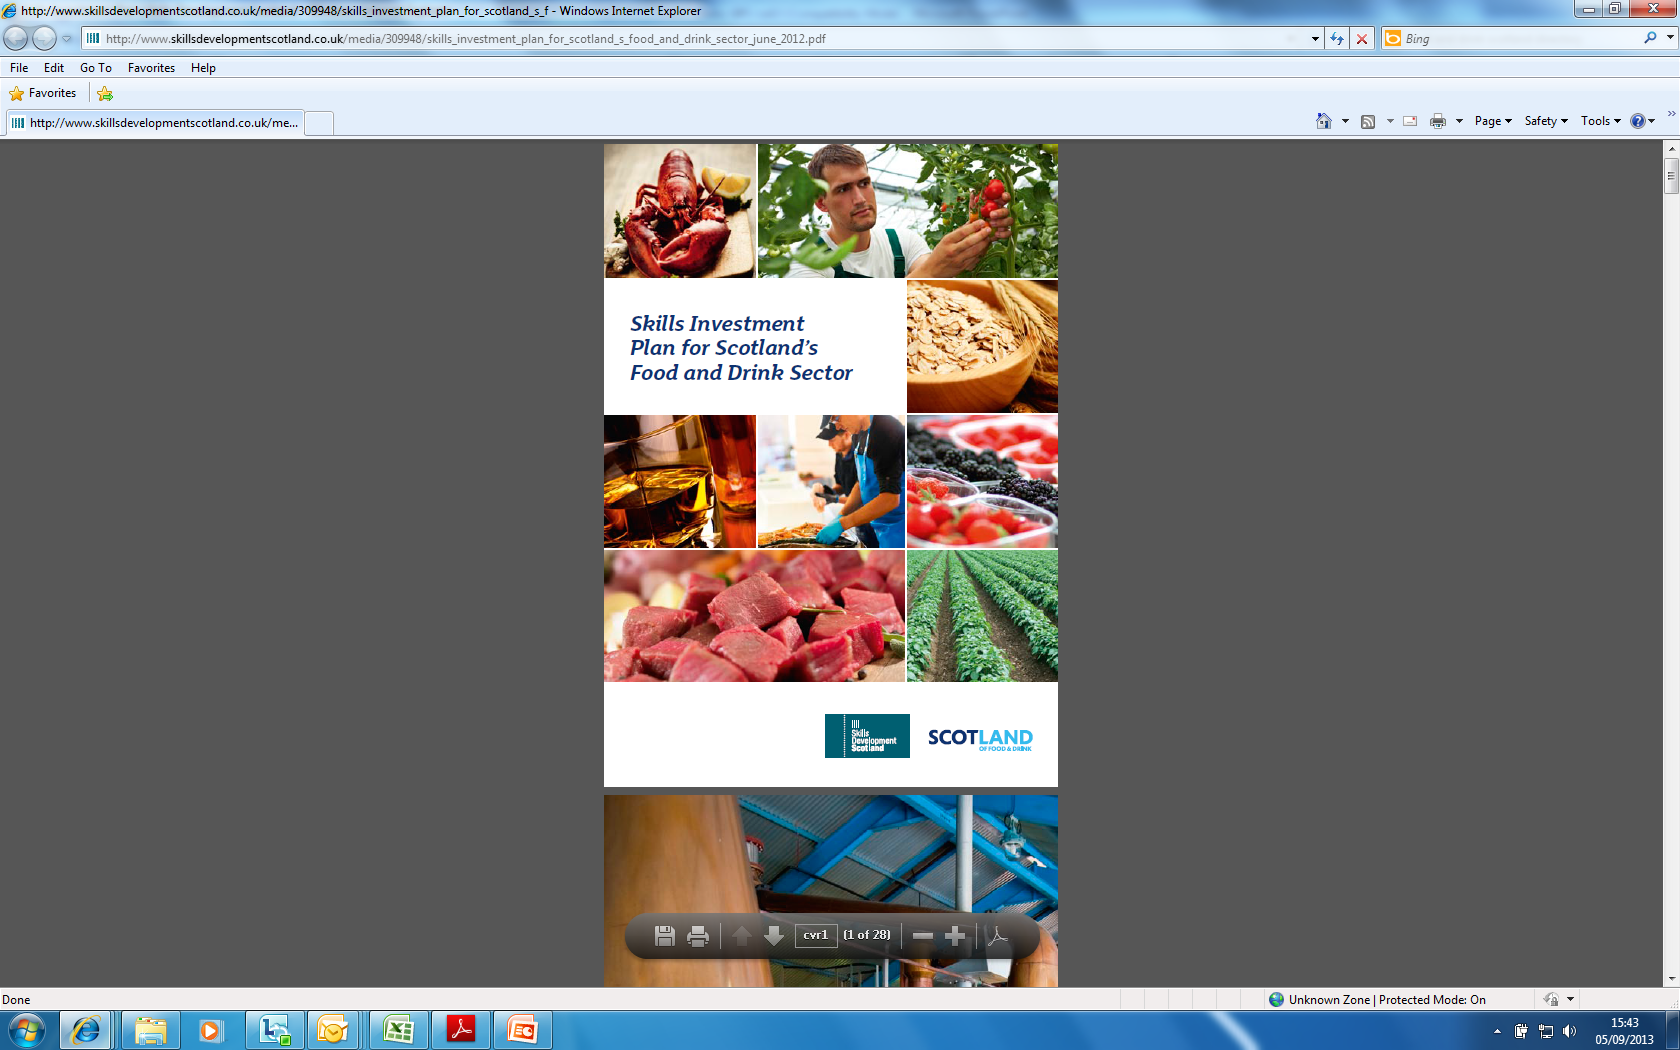 http://www.skillsdevelopmentscotland.co.uk/media/309948/skills_investment_plan_for_scotland_s_f - Windows Internet Explorer
http://www.skillsdevelopmentscotland.co.uk/media/309948/skills_investment_plan_for_scotland_s_food_and_drink_sector_june_2012.pdf
Bing
File Edit Go To Favorites Help
Favorites
http://www.skillsdevelopmentscotland.co.uk/me...
Page Safety Tools
Skills Investment
Plan for Scotland's
Food and Drink Sector
Skills
Development
Scotland
SCOTLAND
OF FOOD & DRINK
cvr1 (1 of 28)
Done
Unknown Zone | Protected Mode: On
15:43
05/09/2013